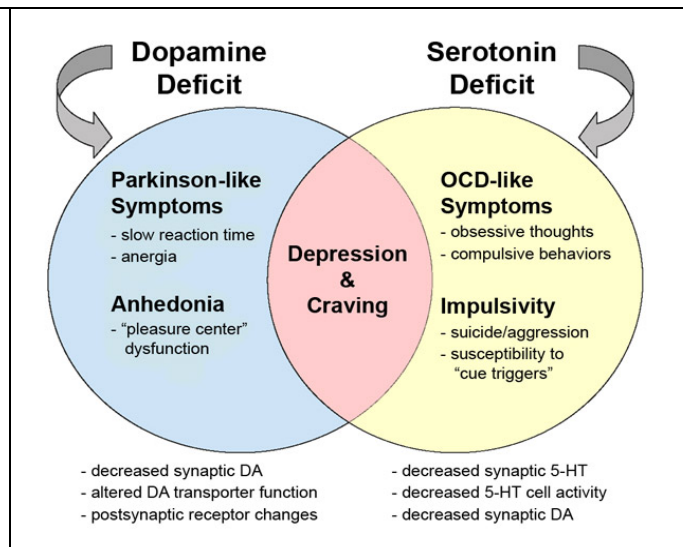 Dopamine
Deficit
Serotonin
Deficit
Parkinson-like
Symptoms
- slow reaction time
- anergia
Anhedonia
- “pleasure center”
dysfunction
Depression
&
Craving
OCD-like
Symptoms
- obsessive thoughts
- compulsive behaviors
Impulsivity
- suicide/aggression
- susceptibility to
“cue triggers”
- decreased synaptic DA
- altered DA transporter function
- postsynaptic receptor changes
- decreased synaptic 5-HT
- decreased 5-HT cell activity
- decreased synaptic DA